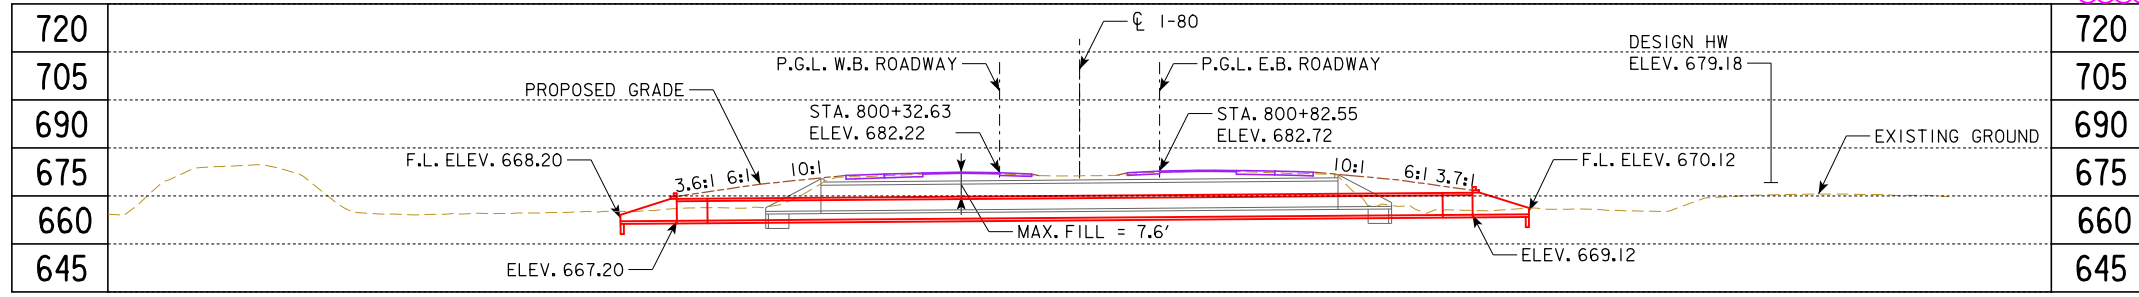 720
705
690
675
660
645
℄ I-80
P.G.L. W.B. ROADWAY
P.G.L. E.B. ROADWAY
DESIGN HW
ELEV. 679.18
PROPOSED GRADE
STA. 800+32.63
ELEV. 682.22
STA. 800+82.55
ELEV. 682.72
EXISTING GROUND
F.L. ELEV. 668.20
3.6:1
6:1
10:1
10:1
6:1
3.7:1
F.L. ELEV. 670.12
MAX. FILL = 7.6'
ELEV. 667.20
ELEV. 669.12
720
705
690
675
660
645